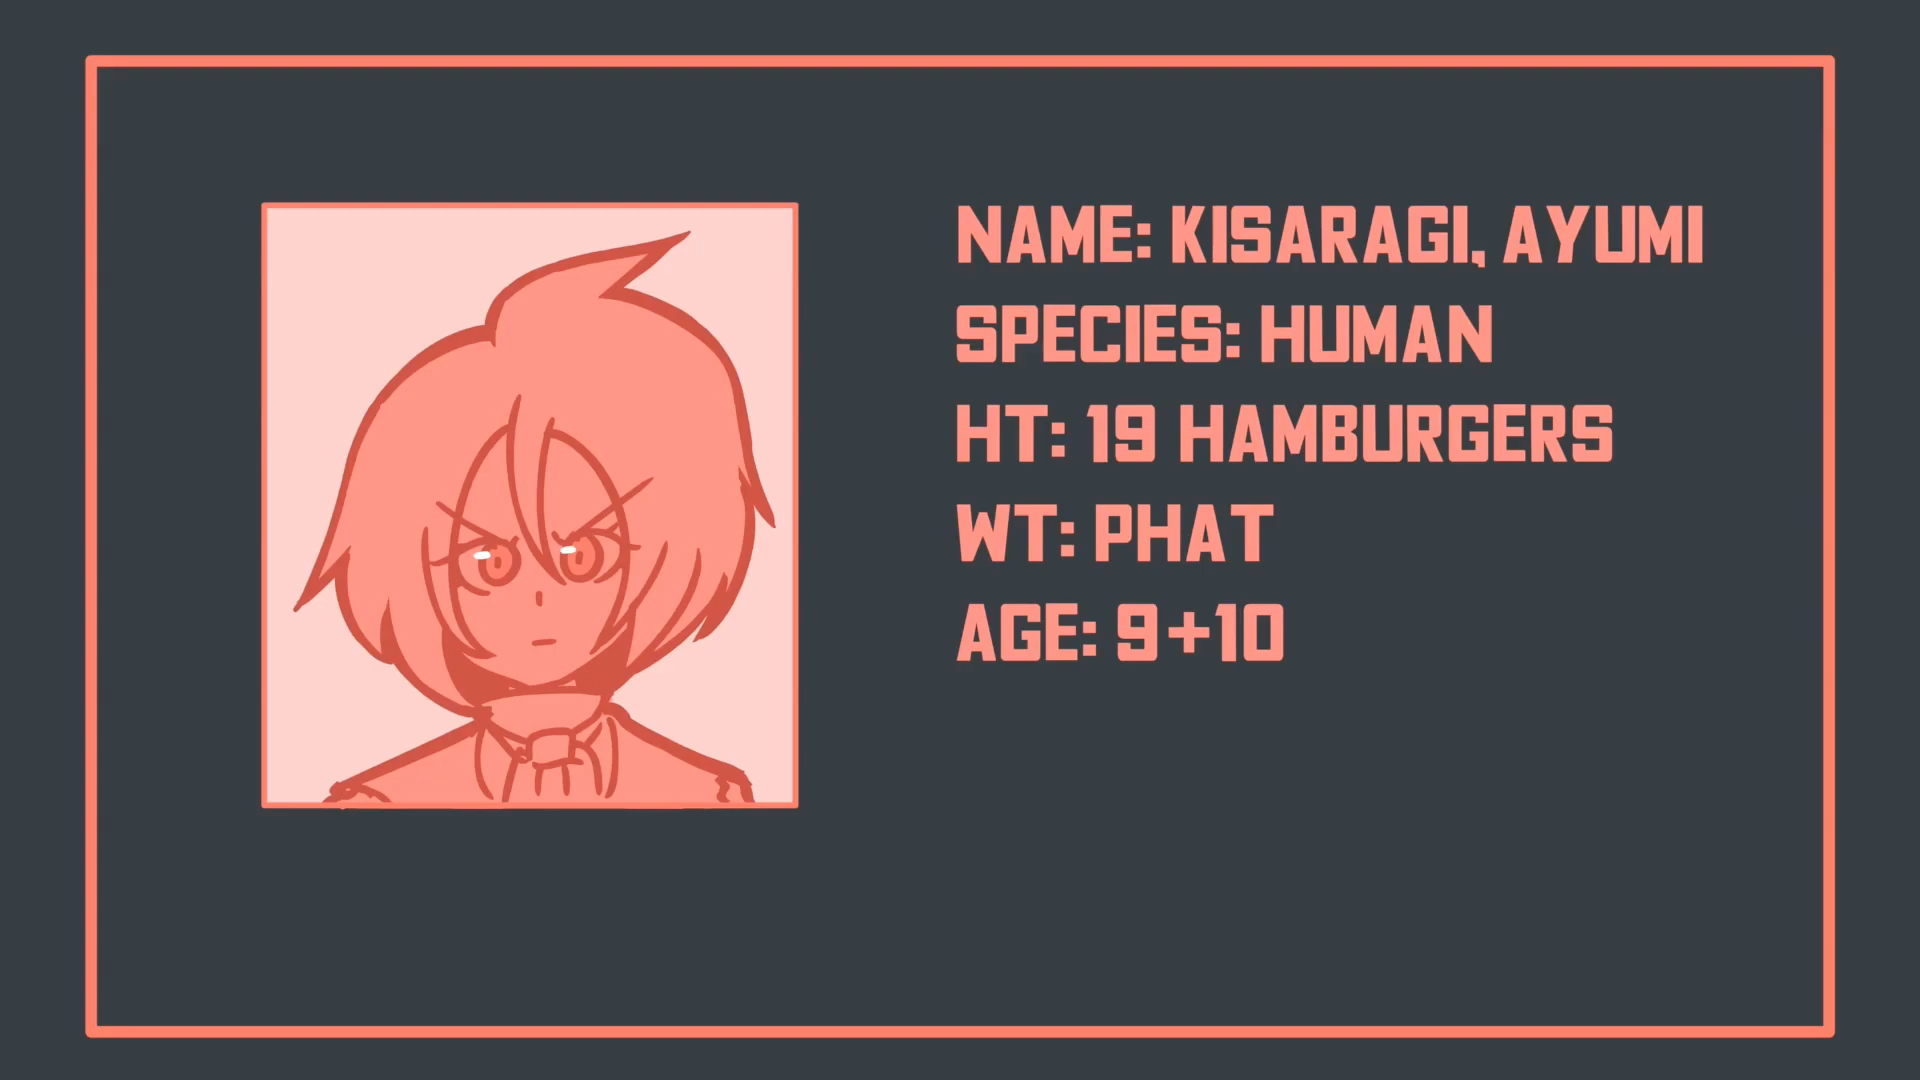 NAME: KISARAGI, AYUMI
SPECIES: HUMAN
HT: 19 HAMBURGERS
WT: PHAT
AGE: 9+10